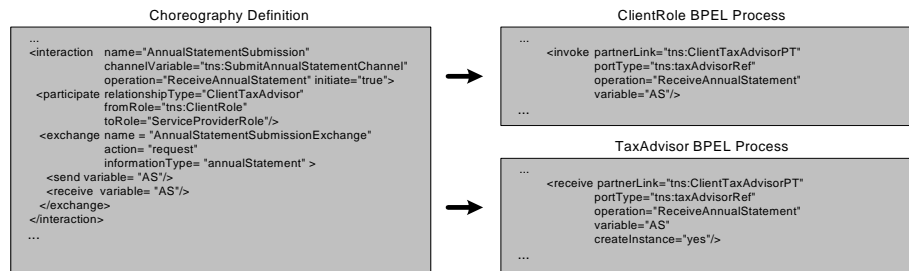 Choreography Definition
...
<interaction name="AnnualStatementSubmission"
channelVariable="tns:SubmitAnnualStatementChannel"
operation="ReceiveAnnualStatement" initiate="true">
<participate relationshipType="ClientTaxAdvisor"
fromRole="tns:ClientRole"
toRole="ServiceProviderRole"/>
<exchange name = "AnnualStatementSubmissionExchange"
action= "request"
informationType= "annualStatement" >
<send variable= "AS"/>
<receive variable= "AS"/>
</exchange>
</interaction>
...
ClientRole BPEL Process
...
<invoke partnerLink="tns:ClientTaxAdvisorPT"
portType="tns:taxAdvisorRef"
operation="ReceiveAnnualStatement"
variable="AS"/>
...
TaxAdvisor BPEL Process
...
<receive partnerLink="tns:ClientTaxAdvisorPT"
portType="tns:taxAdvisorRef"
operation="ReceiveAnnualStatement"
variable="AS"
createInstance="yes"/>
...